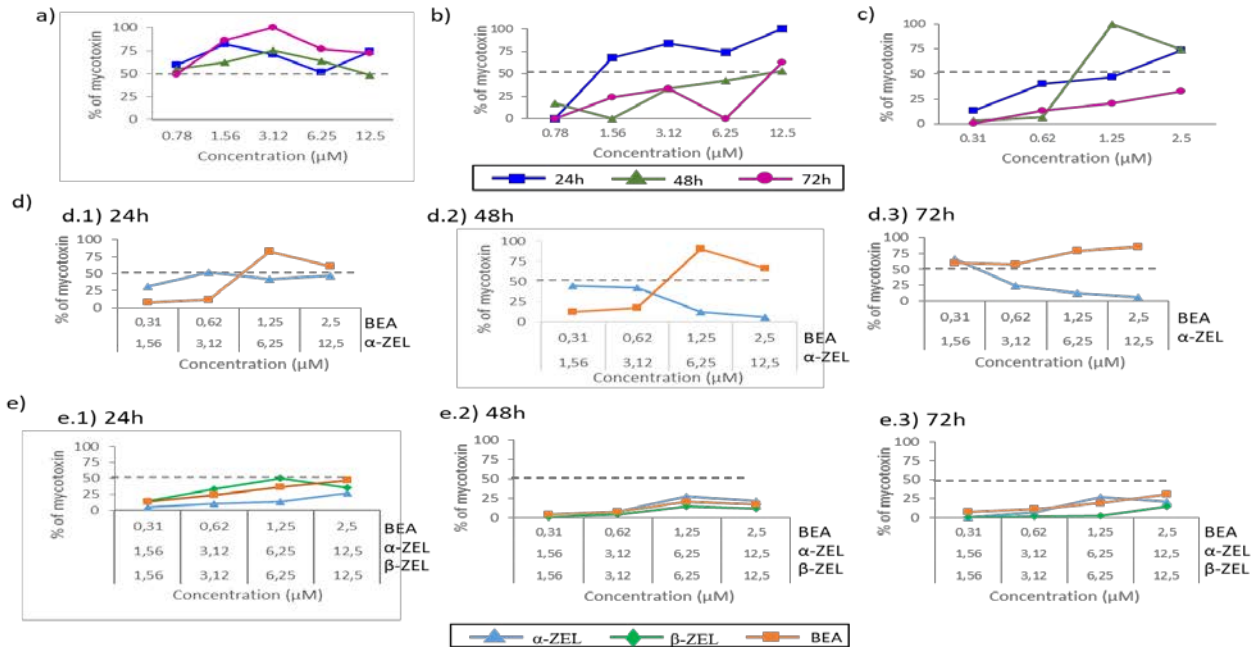 a)
100
75
50
25
0
% of mycotoxin
0.78 1.56 3.12 6.25 12.5
Concentration (µM)
b)
100
75
50
25
0
% of mycotoxin
0.78 1.56 3.12 6.25 12.5
Concentration (µM)
c)
100
75
50
25
0
% of mycotoxin
0.31 0.62 1.25 2.5
Concentration (µM)
24h 48h 72h
d)
d.1) 24h
100
75
50
25
0
% of mycotoxin
0,31 0,62 1,25 2,5 BEA
1,56 3,12 6,25 12,5 α-ZEL
Concentration (µM)
d.2) 48h
100
75
50
25
0
% of mycotoxin
0,31 0,62 1,25 2,5 BEA
1,56 3,12 6,25 12,5 α-ZEL
Concentration (µM)
d.3) 72h
100
75
50
25
0
% of mycotoxin
0,31 0,62 1,25 2,5 BEA
1,56 3,12 6,25 12,5 α-ZEL
Concentration (µM)
e)
e.1) 24h
100
75
50
25
0
% of mycotoxin
0,31 0,62 1,25 2,5 BEA
1,56 3,12 6,25 12,5 α-ZEL
1,56 3,12 6,25 12,5 β-ZEL
Concentration (µM)
e.2) 48h
100
75
50
25
0
% of mycotoxin
0,31 0,62 1,25 2,5 BEA
1,56 3,12 6,25 12,5 α-ZEL
1,56 3,12 6,25 12,5 β-ZEL
Concentration (µM)
e.3) 72h
100
75
50
25
0
% of mycotoxin
0,31 0,62 1,25 2,5 BEA
1,56 3,12 6,25 12,5 α-ZEL
1,56 3,12 6,25 12,5 β-ZEL
Concentration (µM)
α-ZEL β-ZEL BEA